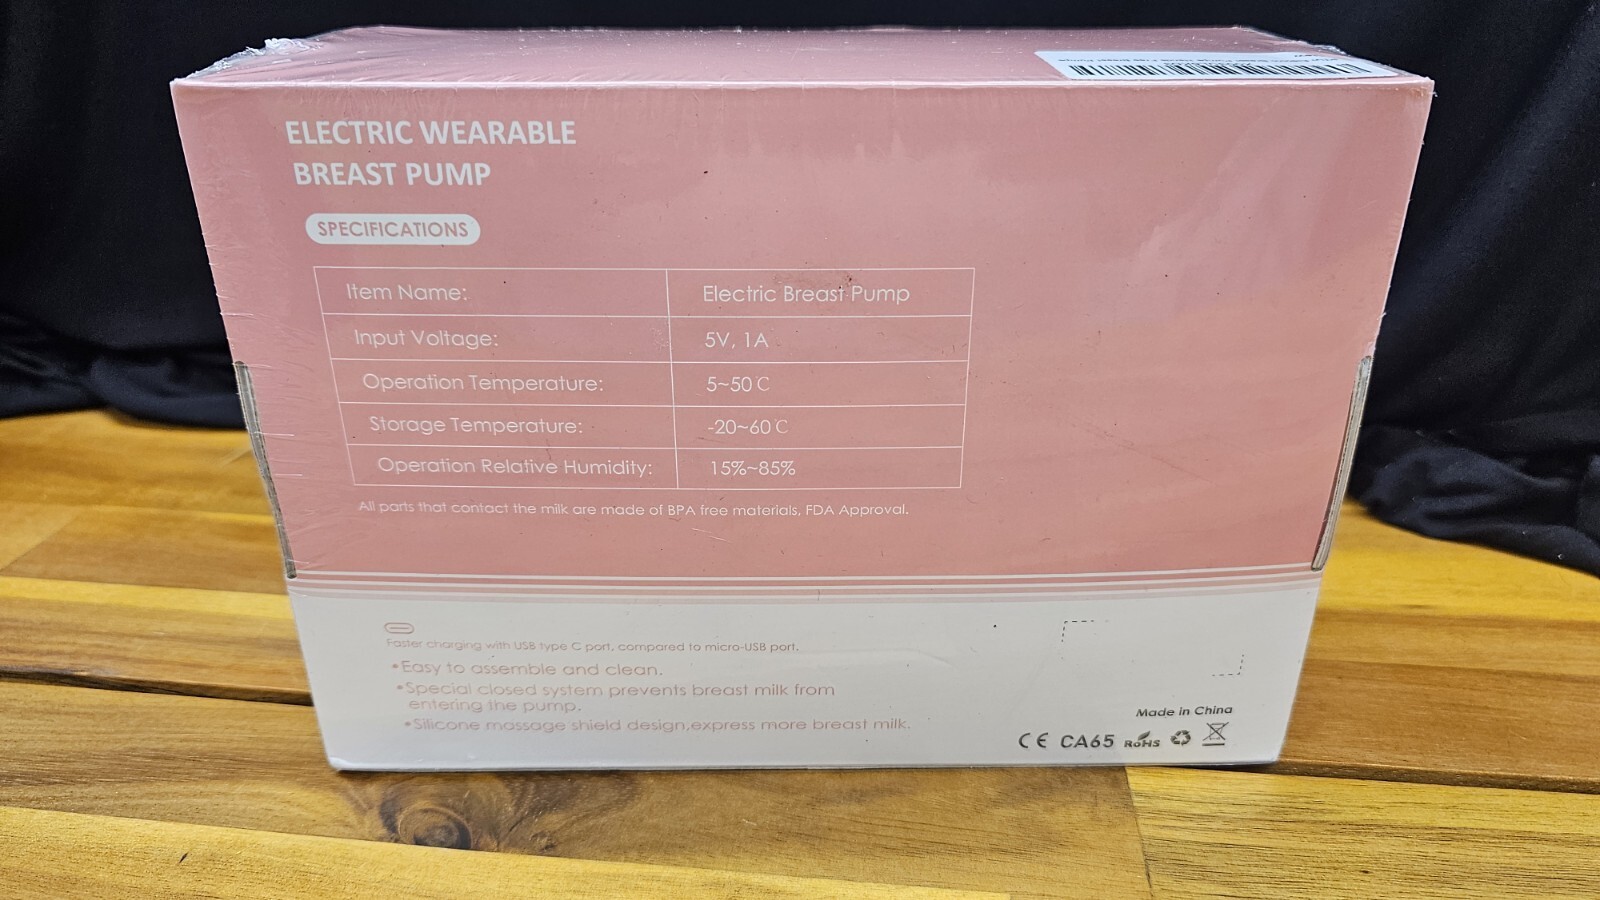 ELECTRIC WEARABLE
BREAST PUMP
SPECIFICATIONS
Item Name: Electric Breast Pump
Input Voltage: 5V, 1A
Operation Temperature: 5~50℃
Storage Temperature: -20~60℃
Operation Relative Humidity: 15%~85%
All parts that contact the milk are made of BPA free materials, FDA Approval.
Faster charging with USB type C port, compared to micro-USB port.
•Easy to assemble and clean.
•Special closed system prevents breast milk from
entering the pump.
•Silicone massage shield design,express more breast milk.
Made in China
CE CA65 RoHS